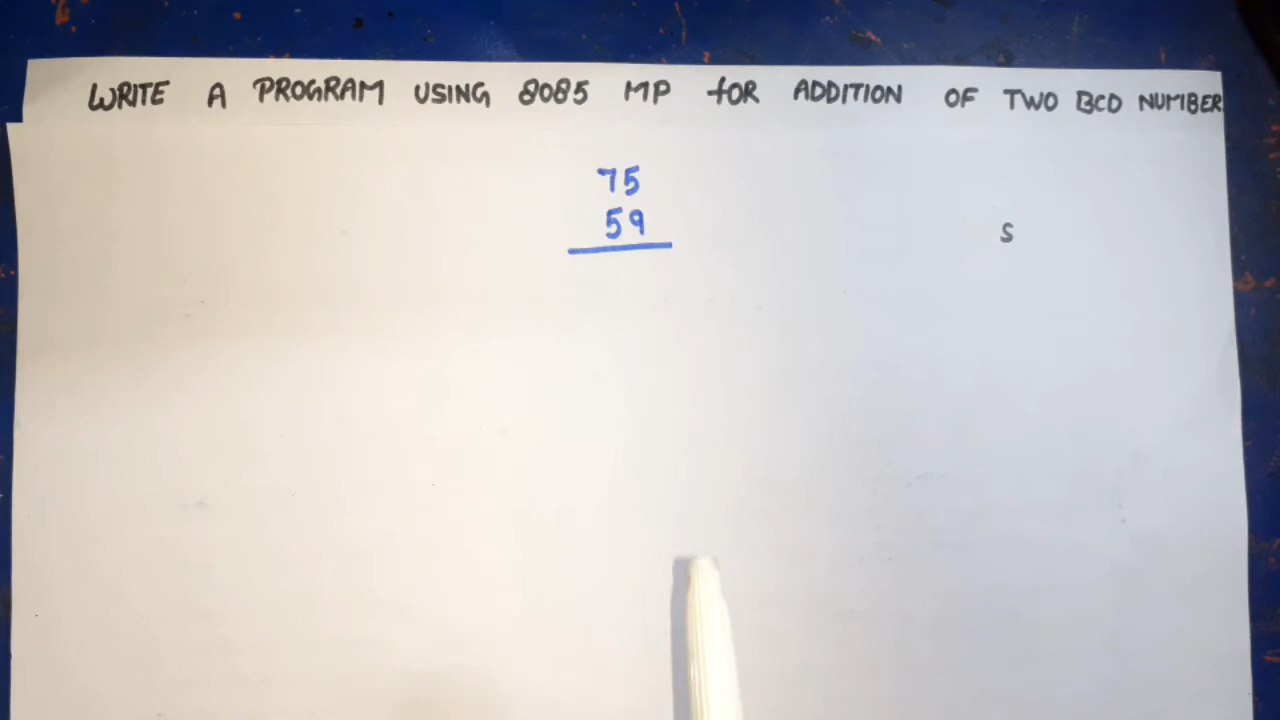 WRITE A PROGRAM USING 8085 MP FOR ADDITION OF TWO BCD NUMBER
75
59
S